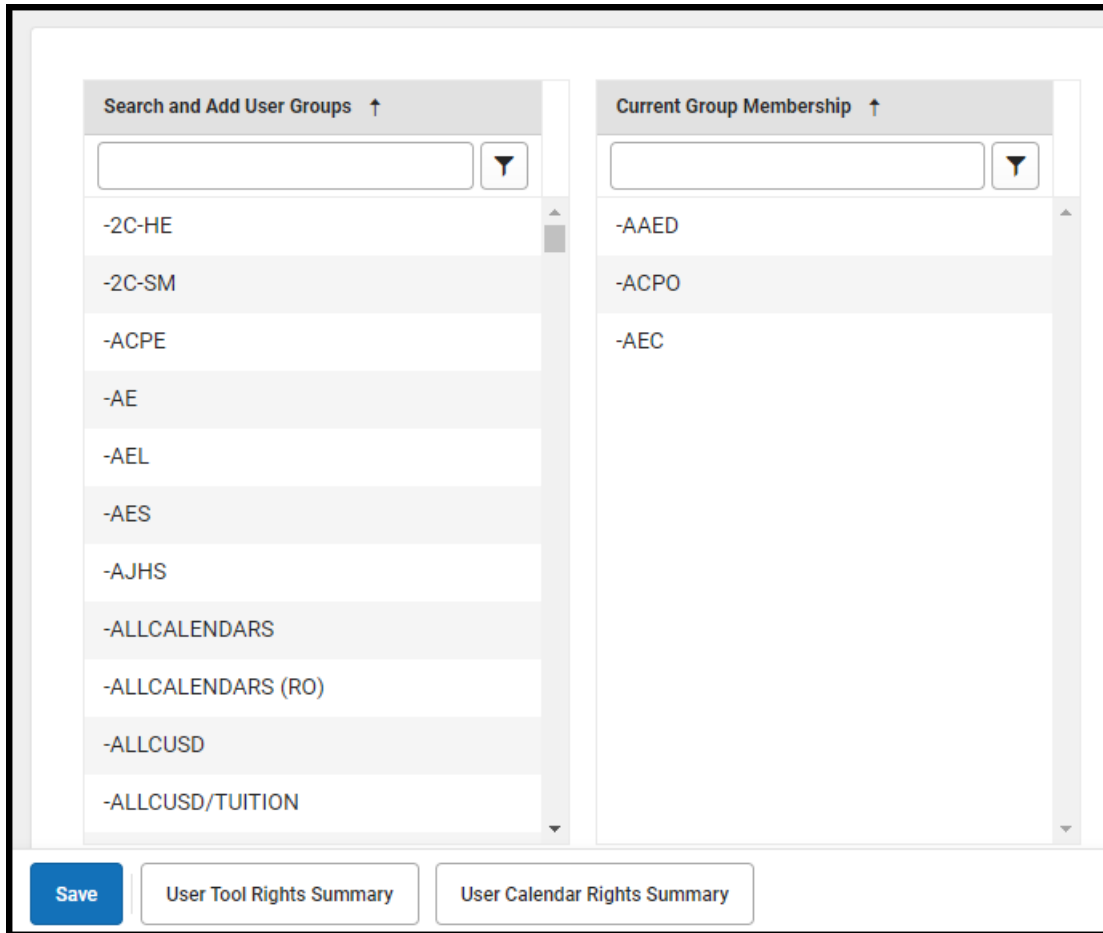 Search and Add User Groups ↑
-2C-HE
-2C-SM
-ACPE
-AE
-AEL
-AES
-AJHS
-ALLCALENDARS
-ALLCALENDARS (RO)
-ALLCUSD
-ALLCUSD/TUITION
Current Group Membership ↑
-AAED
-ACPO
-AEC
Save
User Tool Rights Summary
User Calendar Rights Summary